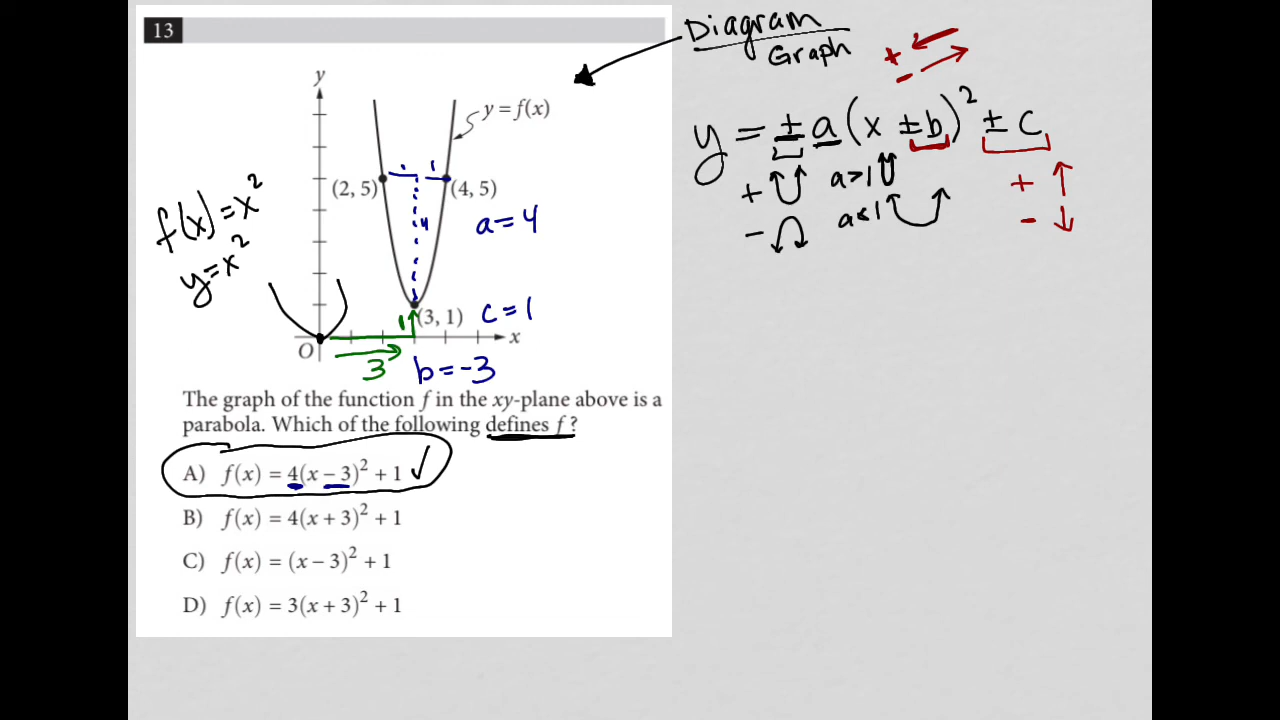 13
Diagram
Graph
+
-
y
y = f(x)
y = ± a (x ± b)² ± c
(2, 5)
1
1
(4, 5)
+
a>1
+
f(x) = x²
4
a = 4
-
a<1
-
y = x²
1
(3, 1)
c = 1
O
x
3
b = -3
The graph of the function f in the xy-plane above is a
parabola. Which of the following defines f ?
A) f(x) = 4(x − 3)² + 1 ✓
B) f(x) = 4(x + 3)² + 1
C) f(x) = (x − 3)² + 1
D) f(x) = 3(x + 3)² + 1